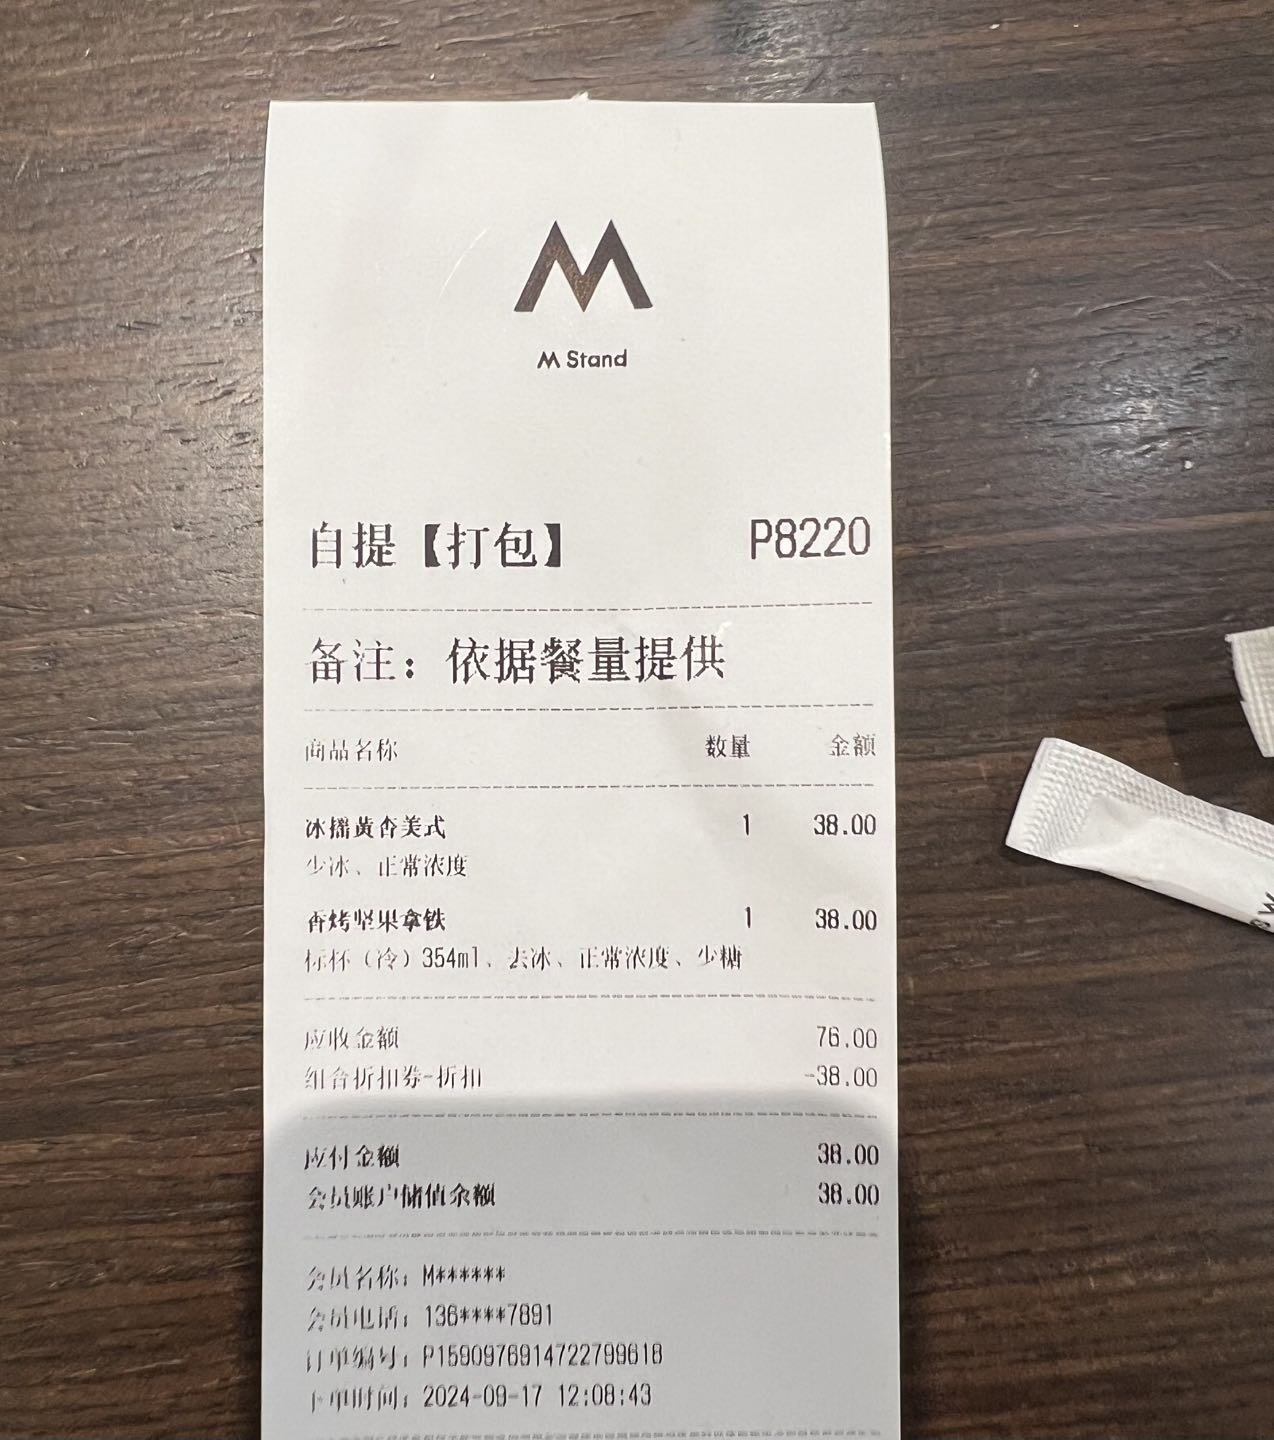 M
M Stand
自提【打包】 P8220
备注：依据餐量提供
商品名称 数量 金额
冰摇黄杏美式 1 38.00
少冰、正常浓度
香烤坚果拿铁 1 38.00
标杯（冷）354ml、去冰、正常浓度、少糖
应收金额 76.00
组合折扣券-折扣 -38.00
应付金额 38.00
会员账户储值余额 38.00
会员名称：M******
会员电话：136****7891
订单编号：P1590976914722799618
下单时间：2024-09-17 12:08:43